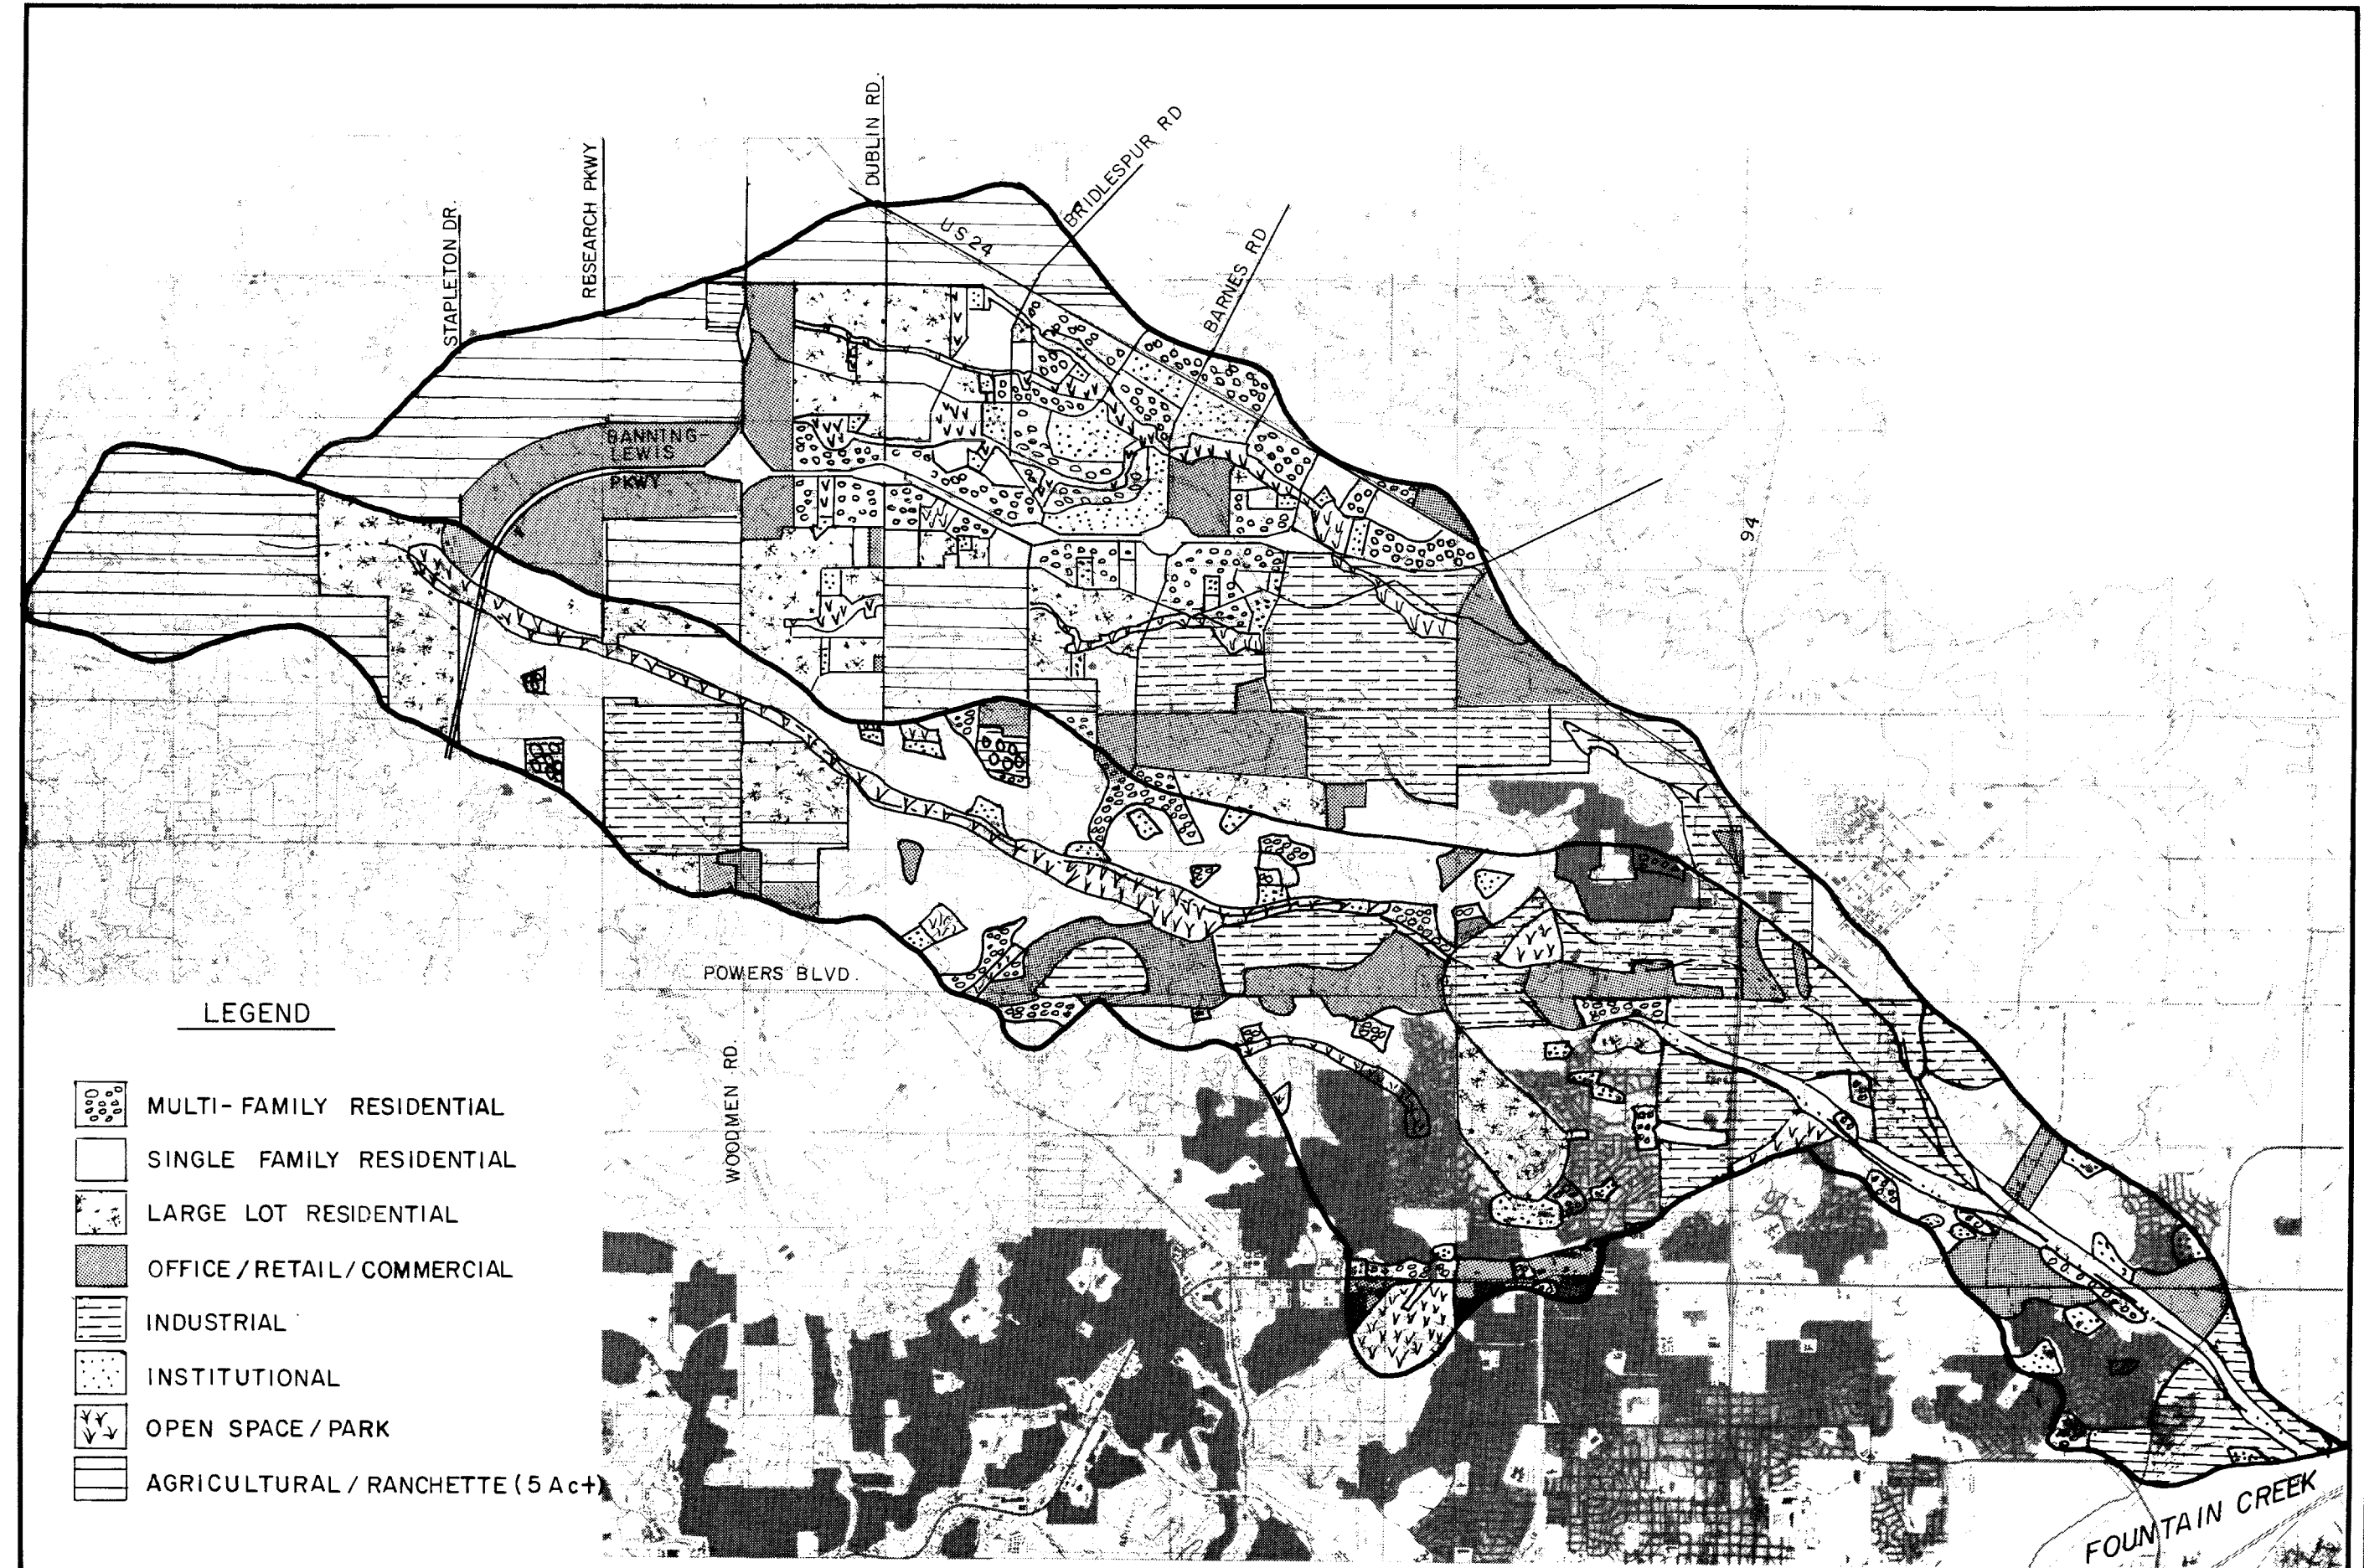 DUBLIN RD.
BRIDLESPUR RD
RESEARCH PKWY
STAPLETON DR.
US 24
BARNES RD
BANNING-
LEWIS
PKWY
94
POWERS BLVD.
WOODMEN RD.
LEGEND
MULTI-FAMILY RESIDENTIAL
SINGLE FAMILY RESIDENTIAL
LARGE LOT RESIDENTIAL
OFFICE/RETAIL/COMMERCIAL
INDUSTRIAL
INSTITUTIONAL
OPEN SPACE/PARK
AGRICULTURAL/RANCHETTE (5 Ac+)
FOUNTAIN CREEK